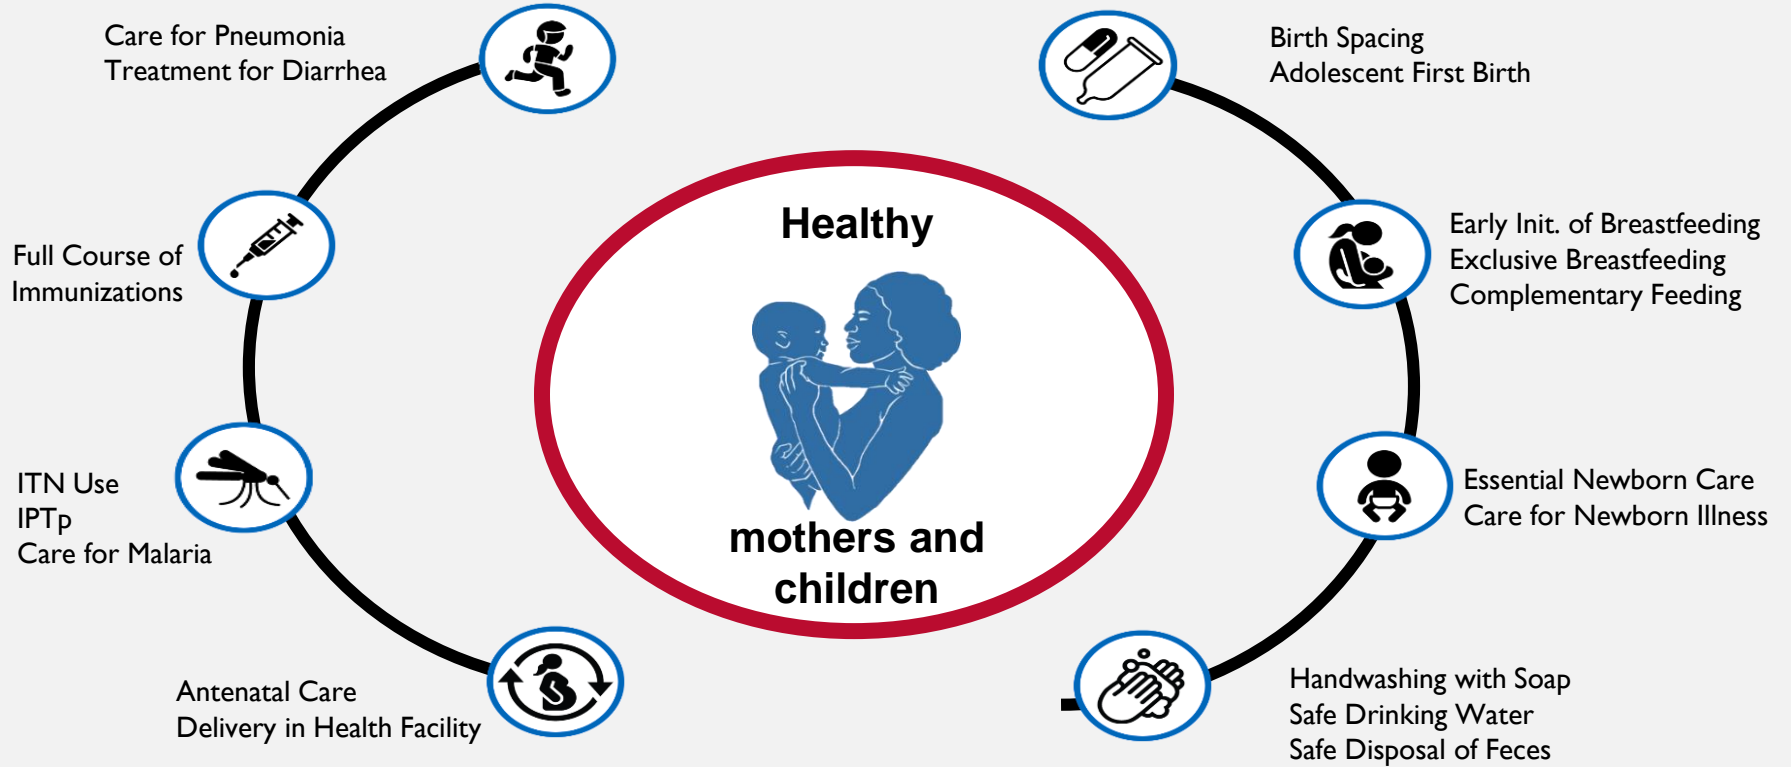 Care for Pneumonia
Treatment for Diarrhea
Full Course of
Immunizations
ITN Use
IPTp
Care for Malaria
Antenatal Care
Delivery in Health Facility
Healthy
mothers and
children
Birth Spacing
Adolescent First Birth
Early Init. of Breastfeeding
Exclusive Breastfeeding
Complementary Feeding
Essential Newborn Care
Care for Newborn Illness
Handwashing with Soap
Safe Drinking Water
Safe Disposal of Feces